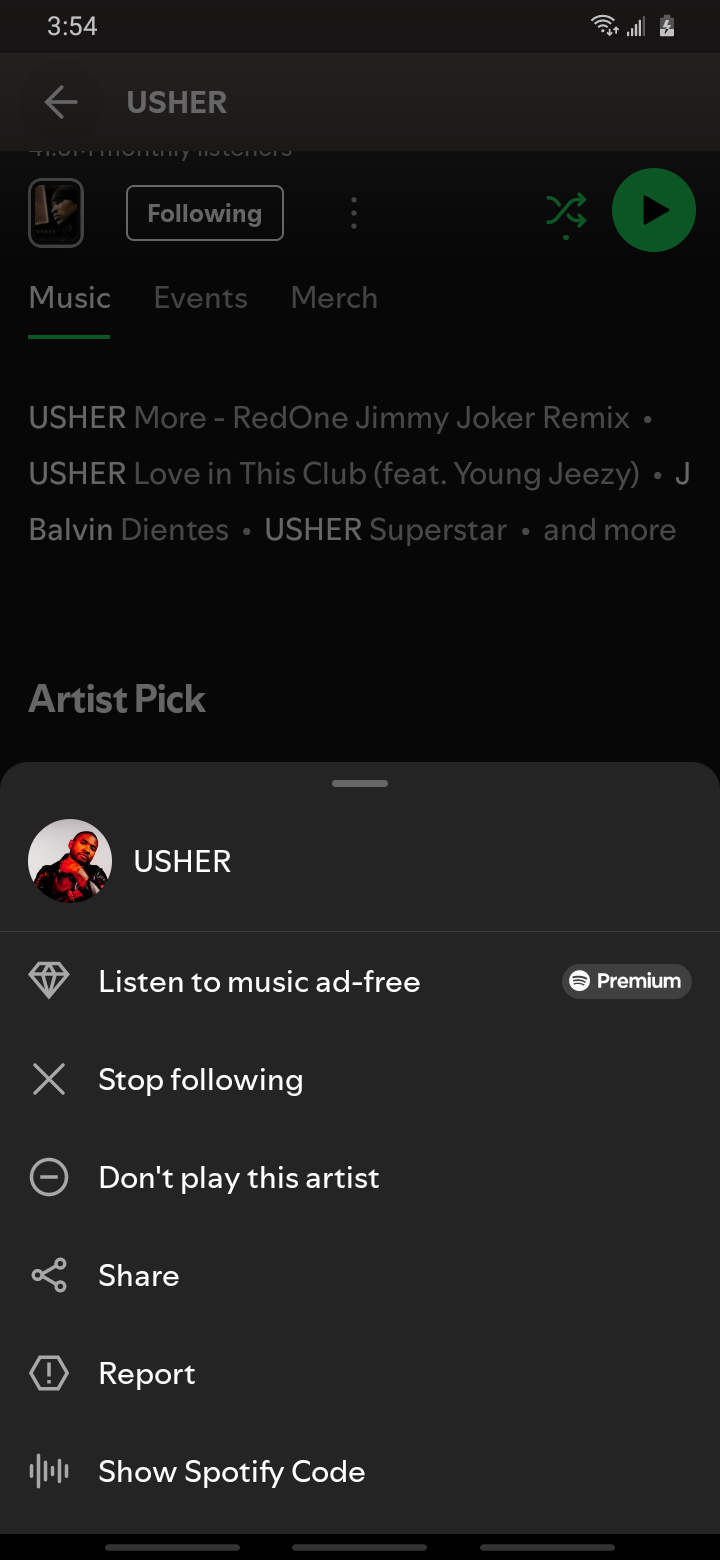 3:54
USHER
monthly listeners
Following
Music Events Merch
USHER More - RedOne Jimmy Joker Remix •
USHER Love in This Club (feat. Young Jeezy) • J
Balvin Dientes • USHER Superstar • and more
Artist Pick
USHER
Listen to music ad-free Premium
Stop following
Don't play this artist
Share
Report
Show Spotify Code